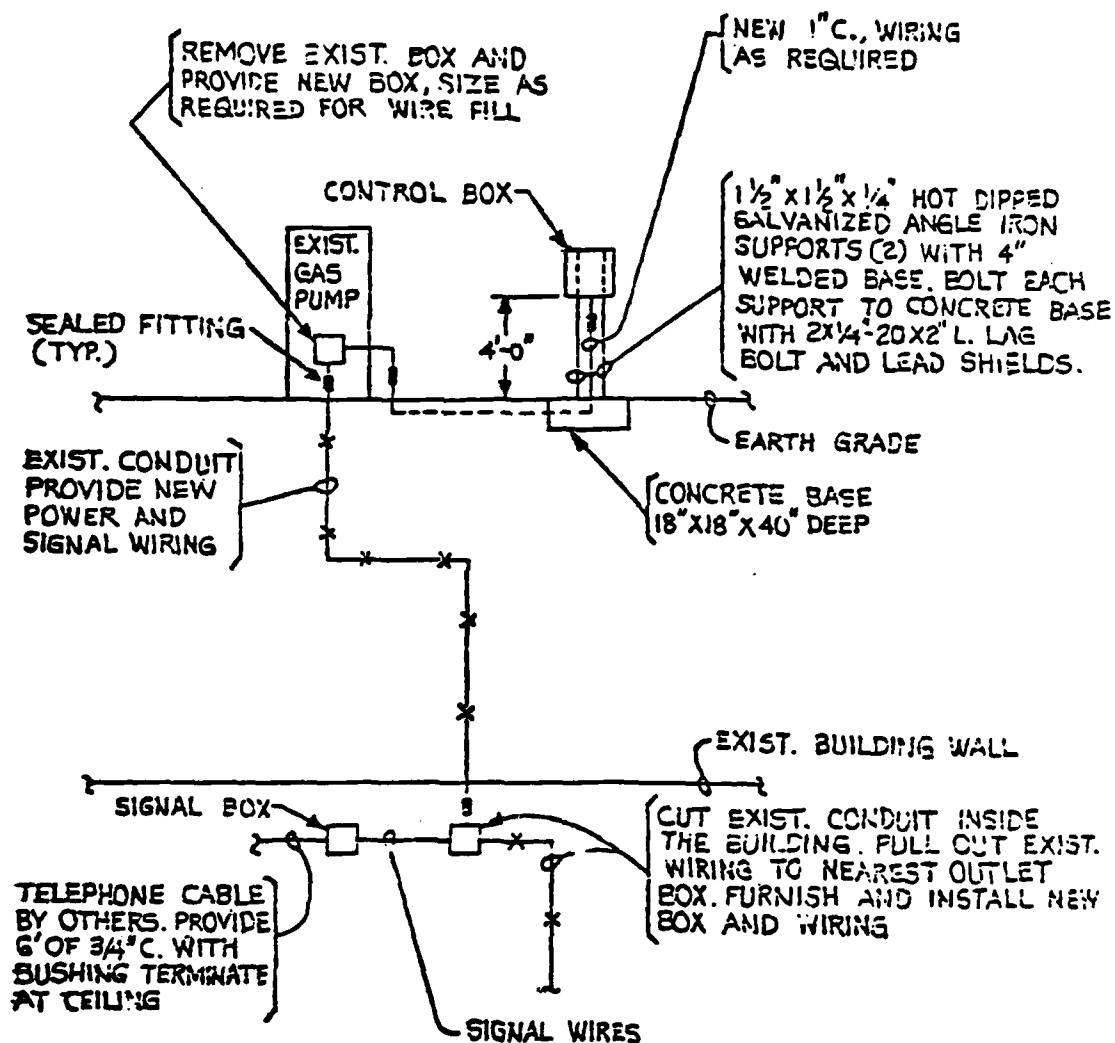 REMOVE EXIST. BOX AND
PROVIDE NEW BOX, SIZE AS
REQUIRED FOR WIRE FILL
NEW 1"C., WIRING
AS REQUIRED
CONTROL BOX
1 1/2" X 1 1/2" X 1/4" HOT DIPPED
GALVANIZED ANGLE IRON
SUPPORTS (2) WITH 4"
WELDED BASE. BOLT EACH
SUPPORT TO CONCRETE BASE
WITH 2X1/4"-20X2" L. LAG
BOLT AND LEAD SHIELDS.
EXIST.
GAS
PUMP
SEALED FITTING
(TYP.)
4'-0"
EARTH GRADE
EXIST. CONDUIT
PROVIDE NEW
POWER AND
SIGNAL WIRING
CONCRETE BASE
18"X18"X40" DEEP
EXIST. BUILDING WALL
SIGNAL BOX
CUT EXIST. CONDUIT INSIDE
THE BUILDING. PULL OUT EXIST.
WIRING TO NEAREST OUTLET
BOX. FURNISH AND INSTALL NEW
BOX AND WIRING
TELEPHONE CABLE
BY OTHERS. PROVIDE
6' OF 3/4" C. WITH
BUSHING TERMINATE
AT CEILING
SIGNAL WIRES